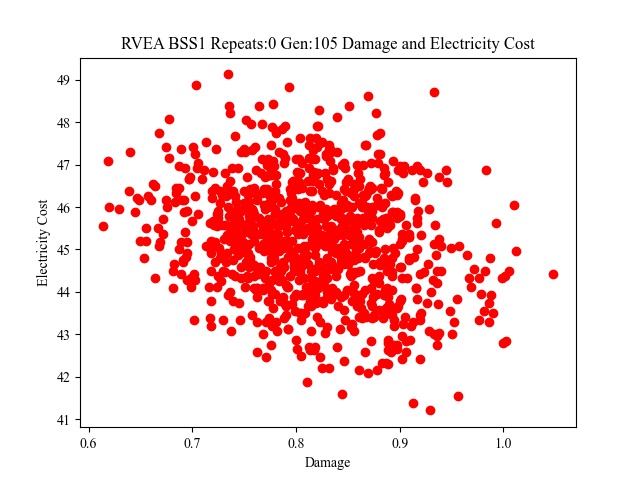 RVEA BSS1 Repeats:0 Gen:105 Damage and Electricity Cost
49
48
47
46
45
44
43
42
41
Electricity Cost
0.6 0.7 0.8 0.9 1.0
Damage